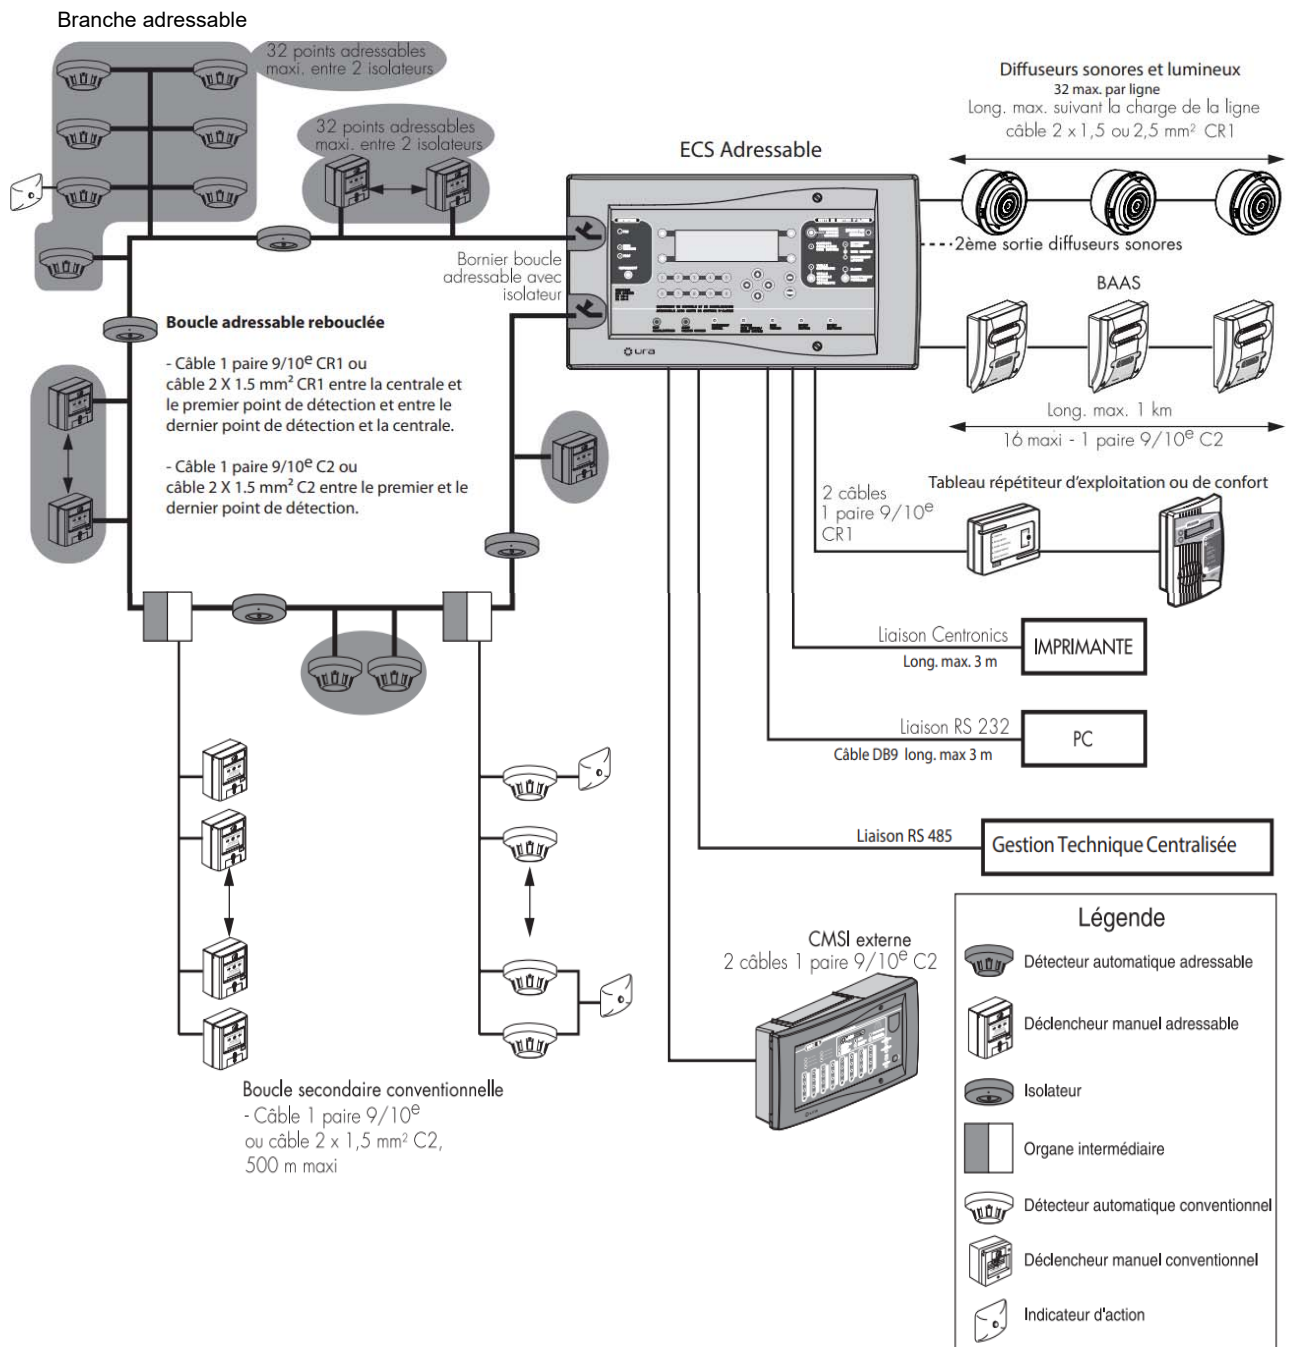 Branche adressable
32 points adressables
maxi. entre 2 isolateurs
32 points adressables
maxi. entre 2 isolateurs
ECS Adressable
Diffuseurs sonores et lumineux
32 max. par ligne
Long. max. suivant la charge de la ligne
câble 2 x 1,5 ou 2,5 mm² CR1
2ème sortie diffuseurs sonores
Bornier boucle
adressable avec
isolateur
ura
BAAS
Long. max. 1 km
16 maxi - 1 paire 9/10e C2
Boucle adressable rebouclée
- Câble 1 paire 9/10e CR1 ou
câble 2 X 1.5 mm² CR1 entre la centrale et
le premier point de détection et entre le
dernier point de détection et la centrale.
- Câble 1 paire 9/10e C2 ou
câble 2 X 1.5 mm² C2 entre le premier et le
dernier point de détection.
2 câbles
1 paire 9/10e
CR1
Tableau répétiteur d'exploitation ou de confort
Liaison Centronics
Long. max. 3 m
IMPRIMANTE
Liaison RS 232
Câble DB9 long. max 3 m
PC
Liaison RS 485
Gestion Technique Centralisée
CMSI externe
2 câbles 1 paire 9/10e C2
ura
Boucle secondaire conventionnelle
- Câble 1 paire 9/10e
ou câble 2 x 1,5 mm² C2,
500 m maxi
Légende
Détecteur automatique adressable
Déclencheur manuel adressable
Isolateur
Organe intermédiaire
Détecteur automatique conventionnel
Déclencheur manuel conventionnel
Indicateur d'action